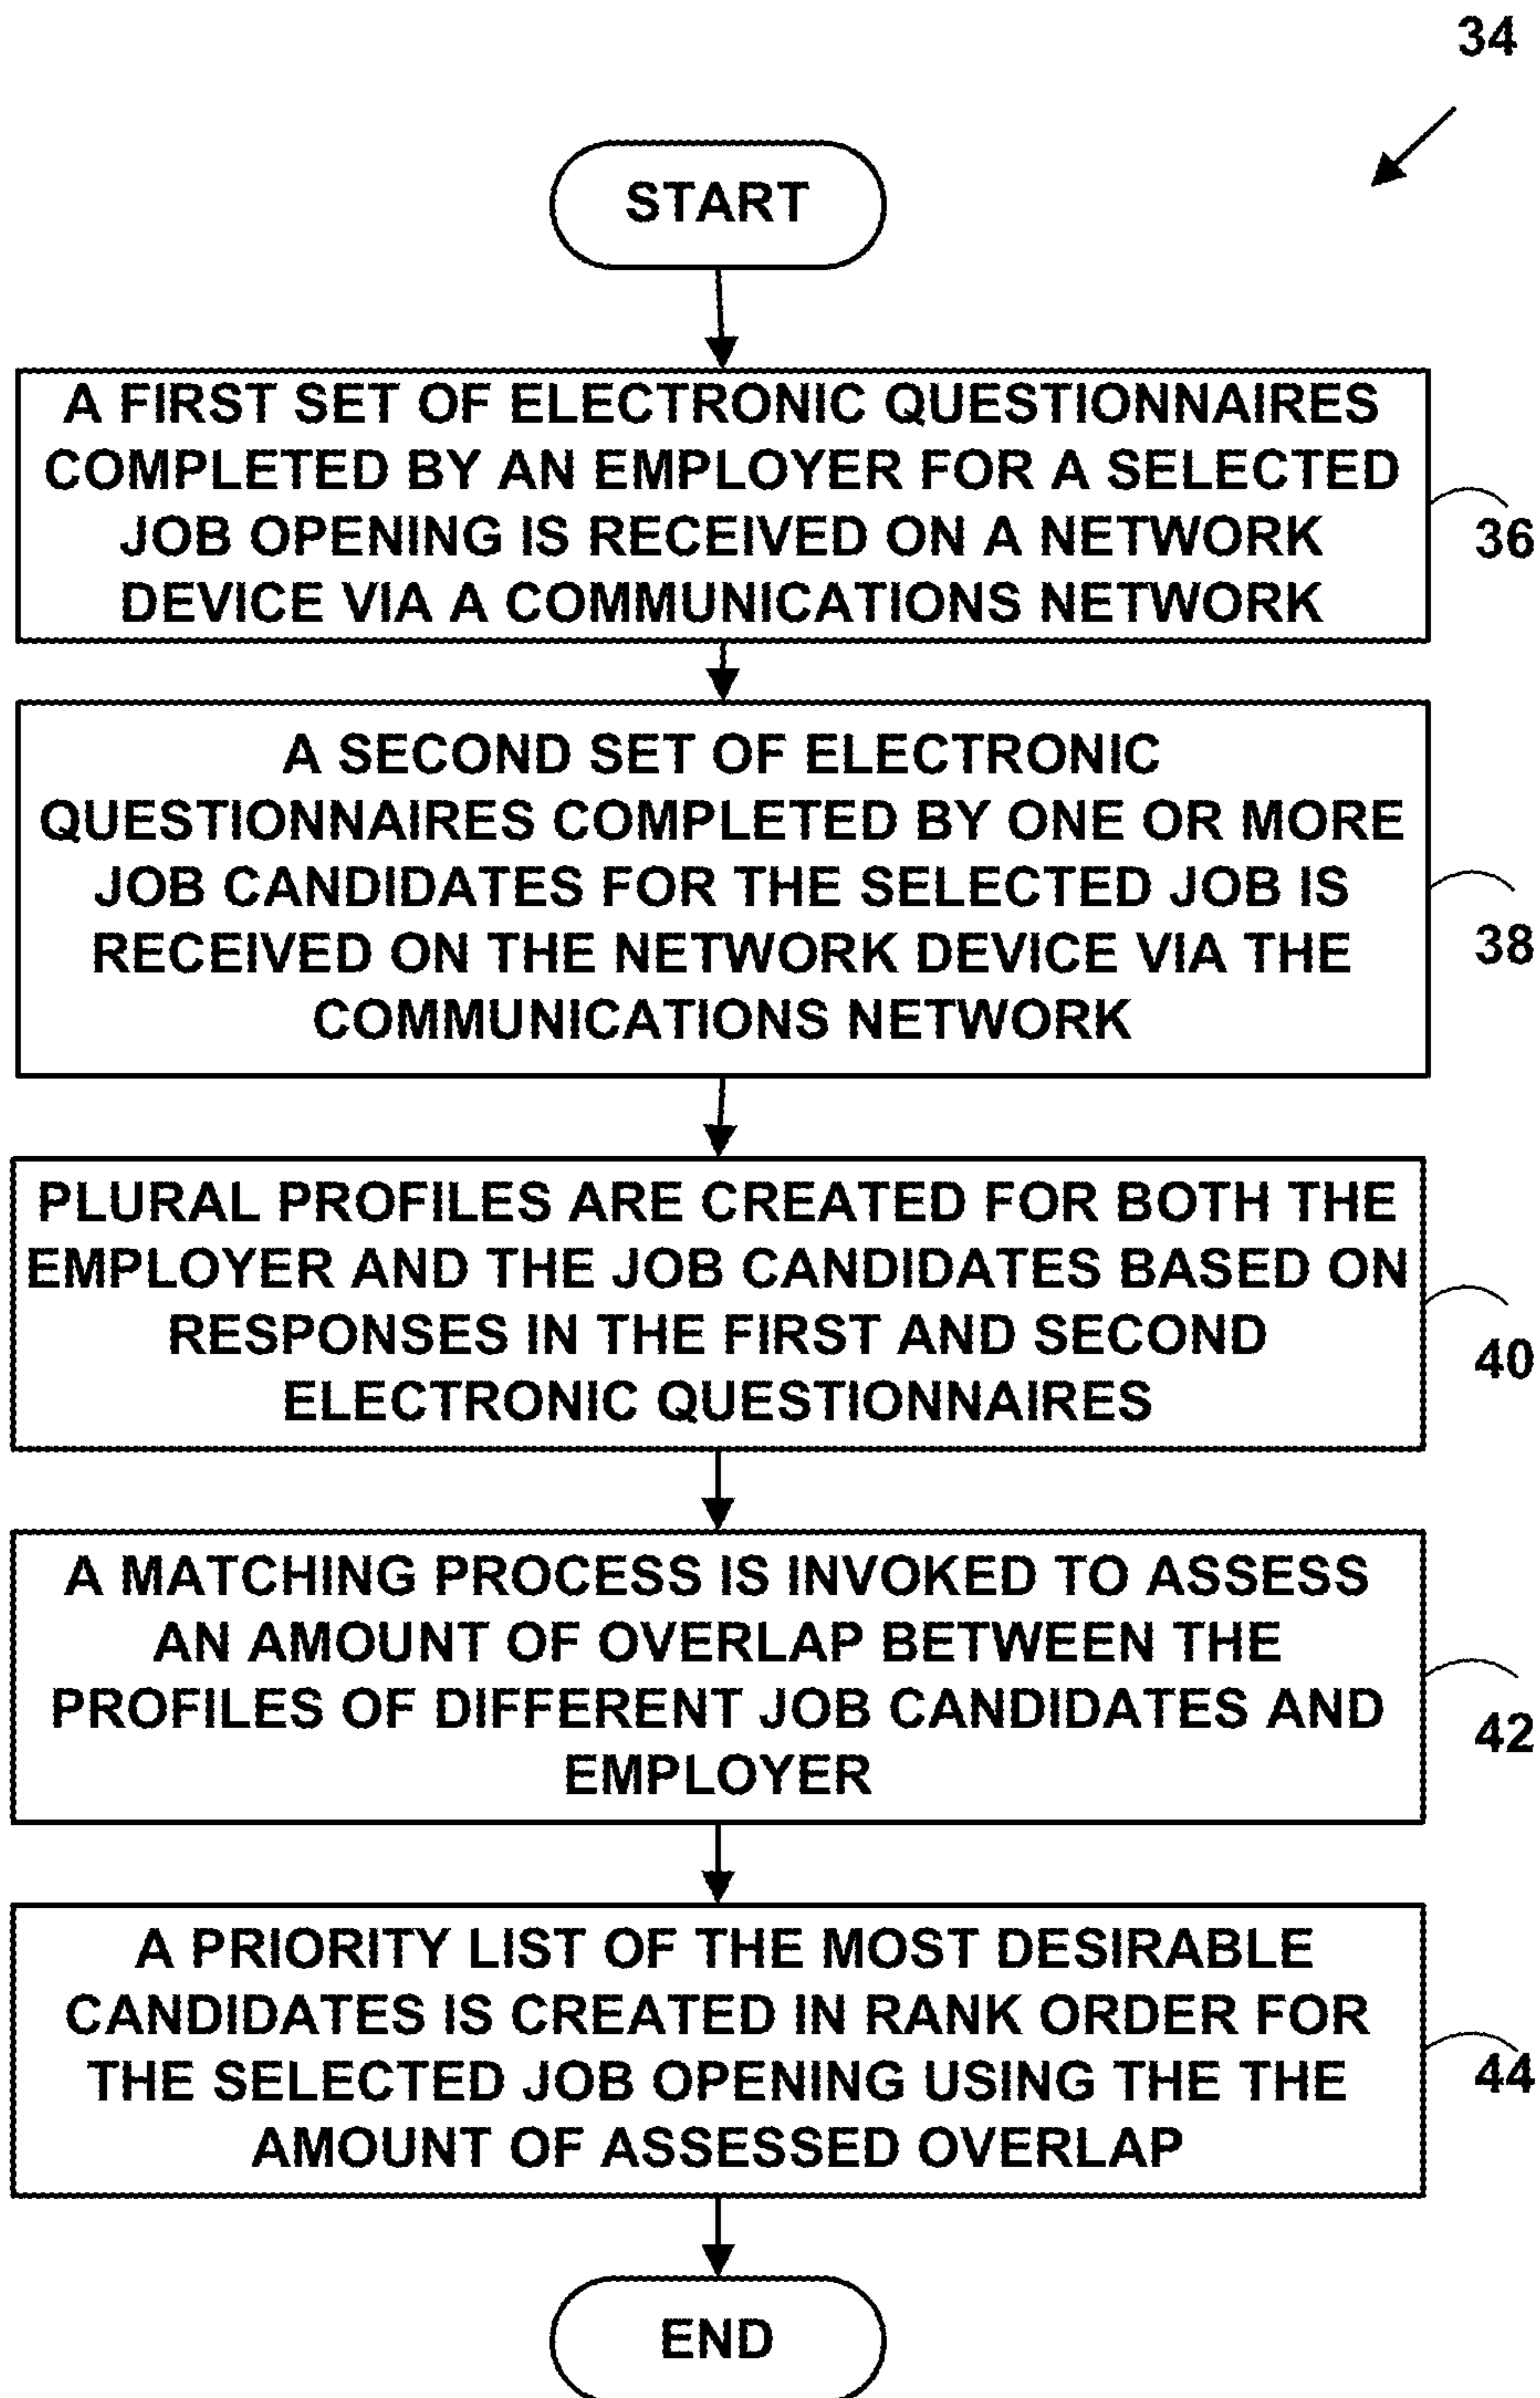 34
START
A FIRST SET OF ELECTRONIC QUESTIONNAIRES
COMPLETED BY AN EMPLOYER FOR A SELECTED
JOB OPENING IS RECEIVED ON A NETWORK
DEVICE VIA A COMMUNICATIONS NETWORK
36
A SECOND SET OF ELECTRONIC
QUESTIONNAIRES COMPLETED BY ONE OR MORE
JOB CANDIDATES FOR THE SELECTED JOB IS
RECEIVED ON THE NETWORK DEVICE VIA THE
COMMUNICATIONS NETWORK
38
PLURAL PROFILES ARE CREATED FOR BOTH THE
EMPLOYER AND THE JOB CANDIDATES BASED ON
RESPONSES IN THE FIRST AND SECOND
ELECTRONIC QUESTIONNAIRES
40
A MATCHING PROCESS IS INVOKED TO ASSESS
AN AMOUNT OF OVERLAP BETWEEN THE
PROFILES OF DIFFERENT JOB CANDIDATES AND
EMPLOYER
42
A PRIORITY LIST OF THE MOST DESIRABLE
CANDIDATES IS CREATED IN RANK ORDER FOR
THE SELECTED JOB OPENING USING THE THE
AMOUNT OF ASSESSED OVERLAP
44
END